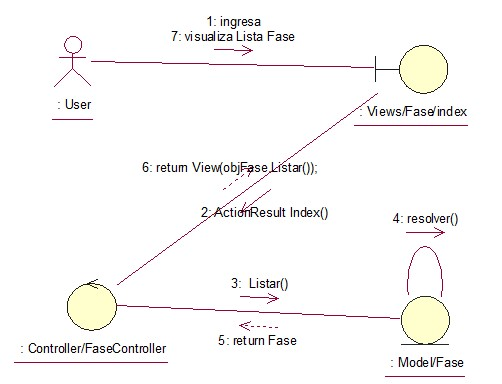 1: ingresa
7: visualiza Lista Fase
: User
: Views/Fase/index
6: return View(objFase.Listar());
2: ActionResult Index()
4: resolver()
3:  Listar()
: Controller/FaseController
5: return Fase
: Model/Fase